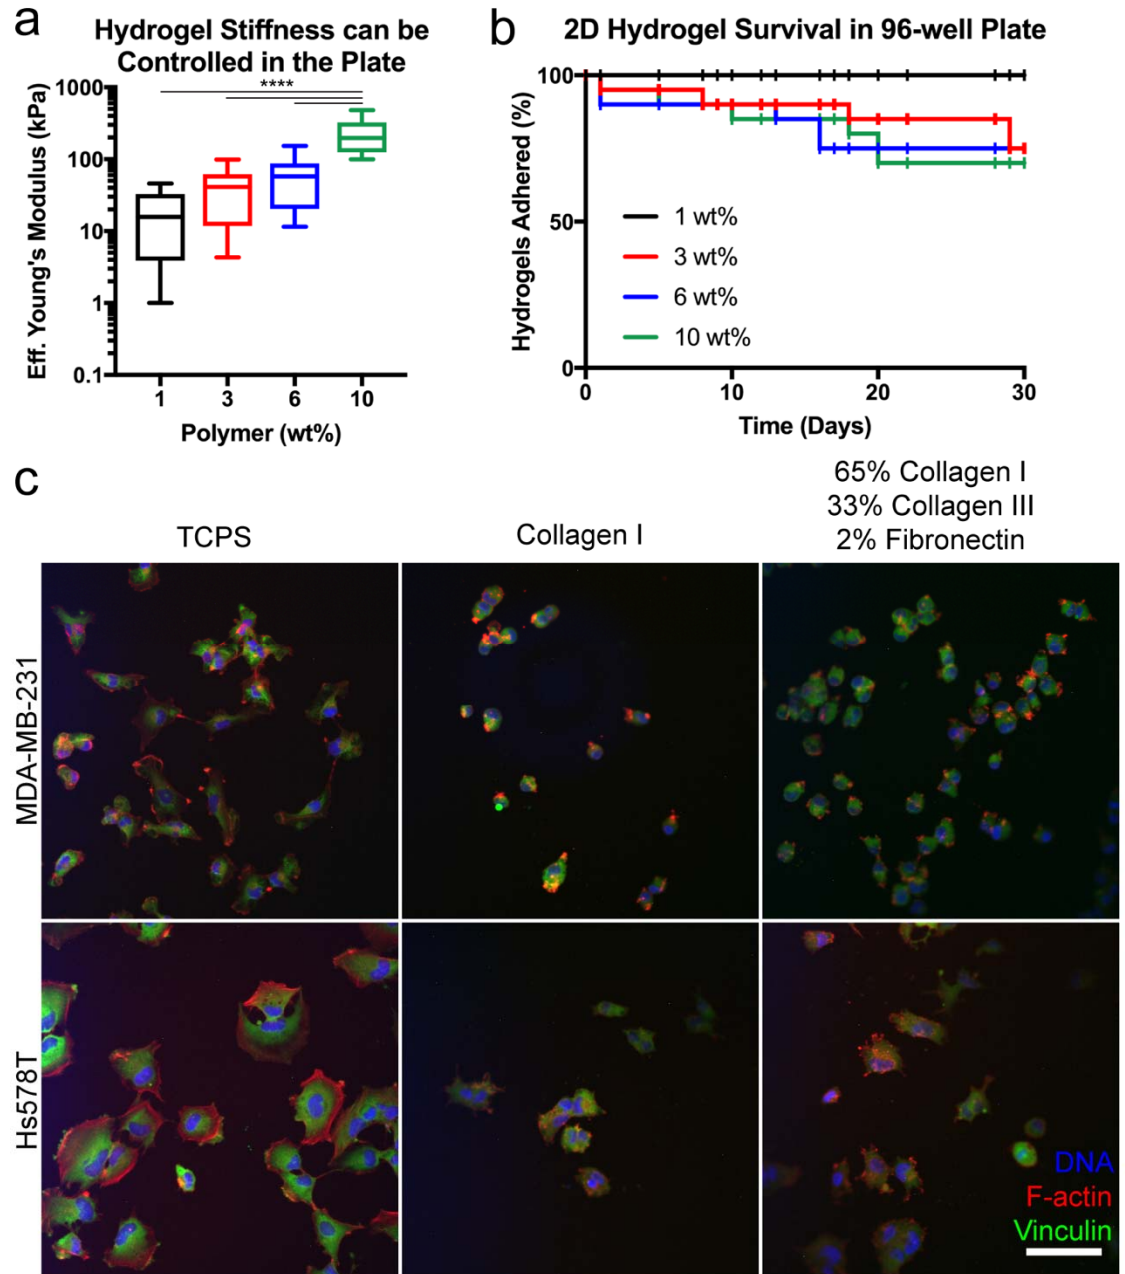 a
Hydrogel Stiffness can be
Controlled in the Plate
****
1000
100
10
1
0.1
Eff. Young's Modulus (kPa)
1 3 6 10
Polymer (wt%)
b
2D Hydrogel Survival in 96-well Plate
100
50
0
Hydrogels Adhered (%)
1 wt%
3 wt%
6 wt%
10 wt%
0 10 20 30
Time (Days)
c
TCPS
Collagen I
65% Collagen I
33% Collagen III
2% Fibronectin
MDA-MB-231
Hs578T
DNA
F-actin
Vinculin